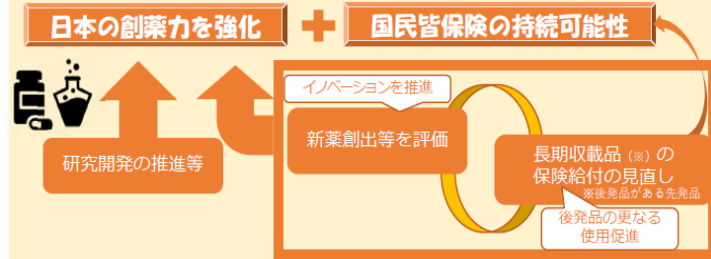 日本の創薬力を強化
+
国民皆保険の持続可能性
イノベーションを推進
新薬創出等を評価
研究開発の推進等
長期収載品(※)の
保険給付の見直し
※後発品がある先発品
後発品の更なる
使用促進